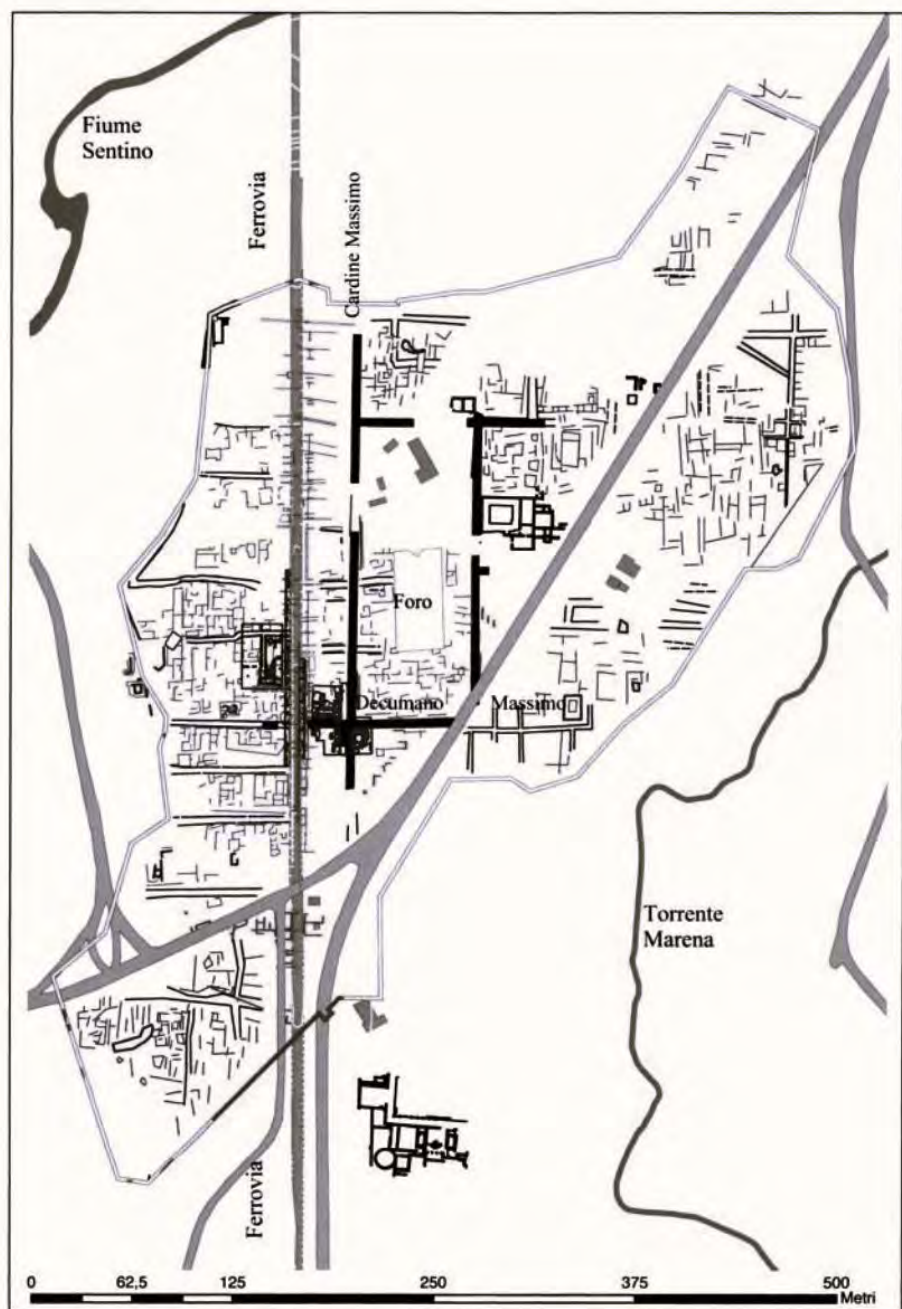 Fiume
Sentino
Ferrovia
Cardine Massimo
Foro
Decumano Massimo
Torrente
Marena
Ferrovia
0 62,5 125 250 375 500
Metri